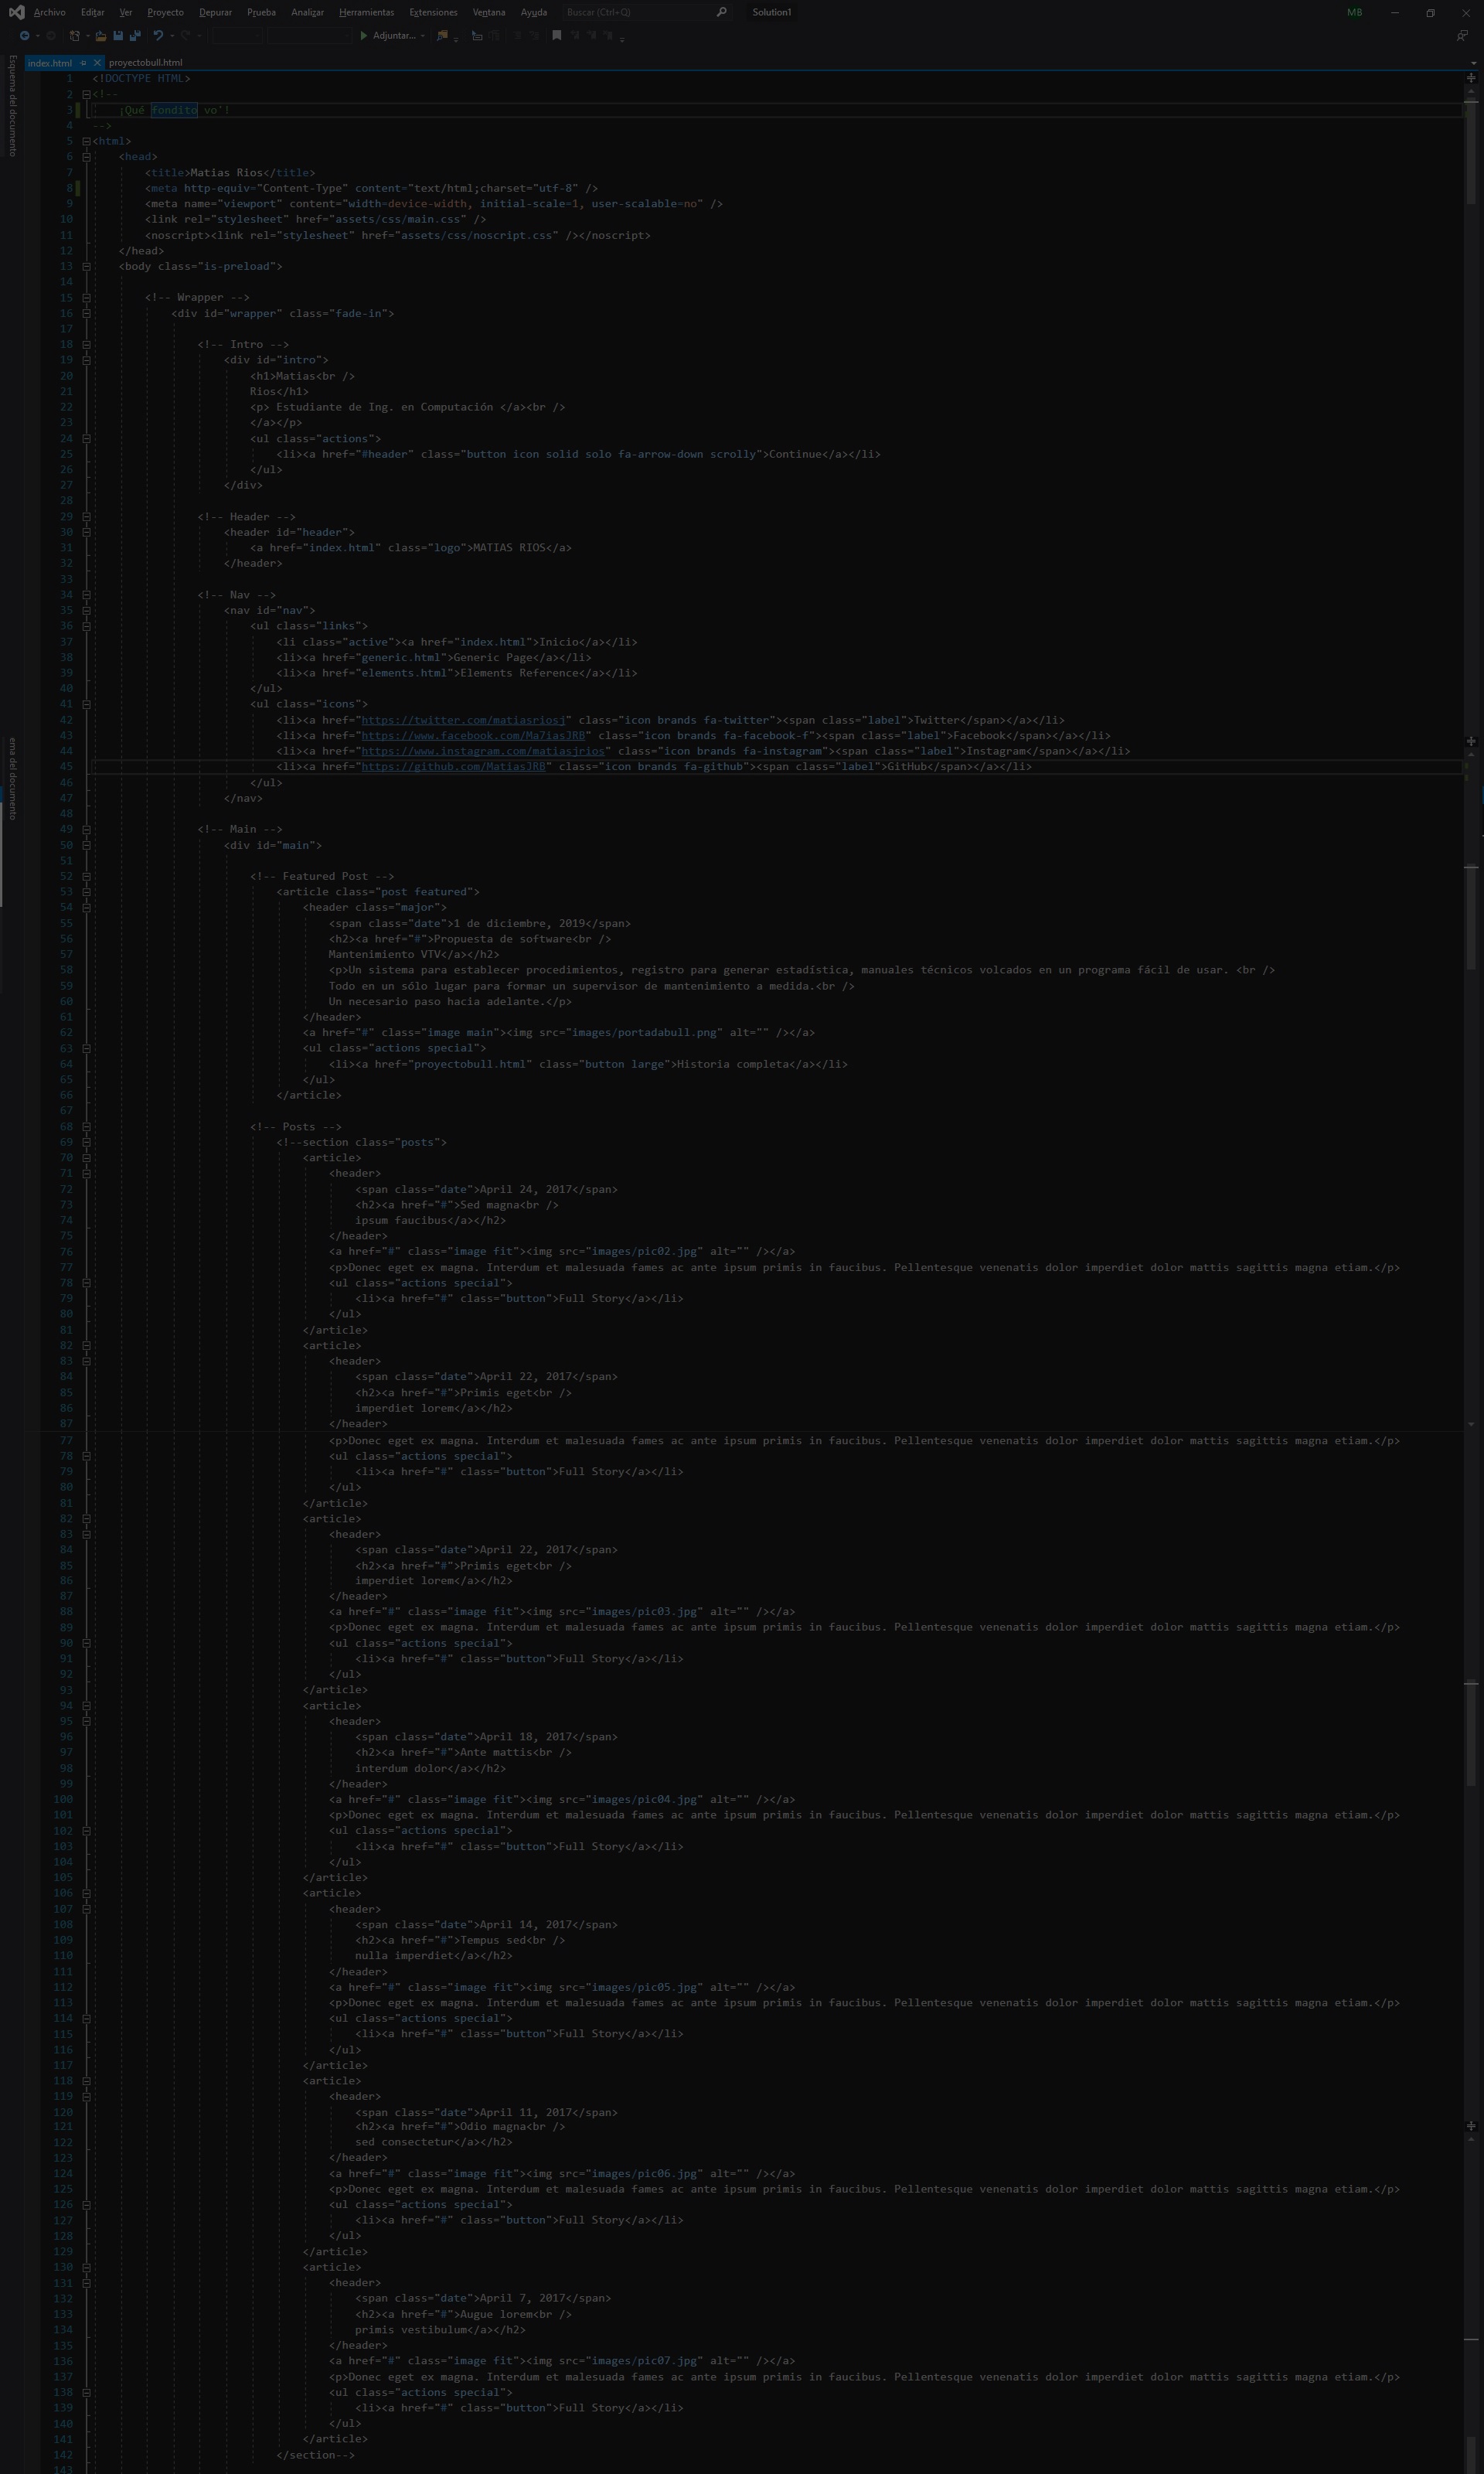 Archivo Editar Ver Proyecto Depurar Prueba Analizar Herramientas Extensiones Ventana Ayuda Buscar (Ctrl+Q) Solution1 MB
Adjuntar...
index.html proyectobull.html
Esquema del documento
1 <!DOCTYPE HTML>
2 <!--
3 ¡Qué fondito vo'!
4 -->
5 <html>
6 <head>
7 <title>Matias Rios</title>
8 <meta http-equiv="Content-Type" content="text/html;charset="utf-8" />
9 <meta name="viewport" content="width=device-width, initial-scale=1, user-scalable=no" />
10 <link rel="stylesheet" href="assets/css/main.css" />
11 <noscript><link rel="stylesheet" href="assets/css/noscript.css" /></noscript>
12 </head>
13 <body class="is-preload">
14
15 <!-- Wrapper -->
16 <div id="wrapper" class="fade-in">
17
18 <!-- Intro -->
19 <div id="intro">
20 <h1>Matias<br />
21 Rios</h1>
22 <p> Estudiante de Ing. en Computación </a><br />
23 </a></p>
24 <ul class="actions">
25 <li><a href="#header" class="button icon solid solo fa-arrow-down scrolly">Continue</a></li>
26 </ul>
27 </div>
28
29 <!-- Header -->
30 <header id="header">
31 <a href="index.html" class="logo">MATIAS RIOS</a>
32 </header>
33
34 <!-- Nav -->
35 <nav id="nav">
36 <ul class="links">
37 <li class="active"><a href="index.html">Inicio</a></li>
38 <li><a href="generic.html">Generic Page</a></li>
39 <li><a href="elements.html">Elements Reference</a></li>
40 </ul>
41 <ul class="icons">
42 <li><a href="https://twitter.com/matiasriosj" class="icon brands fa-twitter"><span class="label">Twitter</span></a></li>
43 <li><a href="https://www.facebook.com/Ma7iasJRB" class="icon brands fa-facebook-f"><span class="label">Facebook</span></a></li>
44 <li><a href="https://www.instagram.com/matiasjrios" class="icon brands fa-instagram"><span class="label">Instagram</span></a></li>
ema del documento
45 <li><a href="https://github.com/MatiasJRB" class="icon brands fa-github"><span class="label">GitHub</span></a></li>
46 </ul>
47 </nav>
48
49 <!-- Main -->
50 <div id="main">
51
52 <!-- Featured Post -->
53 <article class="post featured">
54 <header class="major">
55 <span class="date">1 de diciembre, 2019</span>
56 <h2><a href="#">Propuesta de software<br />
57 Mantenimiento VTV</a></h2>
58 <p>Un sistema para establecer procedimientos, registro para generar estadística, manuales técnicos volcados en un programa fácil de usar. <br />
59 Todo en un sólo lugar para formar un supervisor de mantenimiento a medida.<br />
60 Un necesario paso hacia adelante.</p>
61 </header>
62 <a href="#" class="image main"><img src="images/portadabull.png" alt="" /></a>
63 <ul class="actions special">
64 <li><a href="proyectobull.html" class="button large">Historia completa</a></li>
65 </ul>
66 </article>
67
68 <!-- Posts -->
69 <!--section class="posts">
70 <article>
71 <header>
72 <span class="date">April 24, 2017</span>
73 <h2><a href="#">Sed magna<br />
74 ipsum faucibus</a></h2>
75 </header>
76 <a href="#" class="image fit"><img src="images/pic02.jpg" alt="" /></a>
77 <p>Donec eget ex magna. Interdum et malesuada fames ac ante ipsum primis in faucibus. Pellentesque venenatis dolor imperdiet dolor mattis sagittis magna etiam.</p>
78 <ul class="actions special">
79 <li><a href="#" class="button">Full Story</a></li>
80 </ul>
81 </article>
82 <article>
83 <header>
84 <span class="date">April 22, 2017</span>
85 <h2><a href="#">Primis eget<br />
86 imperdiet lorem</a></h2>
87 </header>
77 <p>Donec eget ex magna. Interdum et malesuada fames ac ante ipsum primis in faucibus. Pellentesque venenatis dolor imperdiet dolor mattis sagittis magna etiam.</p>
78 <ul class="actions special">
79 <li><a href="#" class="button">Full Story</a></li>
80 </ul>
81 </article>
82 <article>
83 <header>
84 <span class="date">April 22, 2017</span>
85 <h2><a href="#">Primis eget<br />
86 imperdiet lorem</a></h2>
87 </header>
88 <a href="#" class="image fit"><img src="images/pic03.jpg" alt="" /></a>
89 <p>Donec eget ex magna. Interdum et malesuada fames ac ante ipsum primis in faucibus. Pellentesque venenatis dolor imperdiet dolor mattis sagittis magna etiam.</p>
90 <ul class="actions special">
91 <li><a href="#" class="button">Full Story</a></li>
92 </ul>
93 </article>
94 <article>
95 <header>
96 <span class="date">April 18, 2017</span>
97 <h2><a href="#">Ante mattis<br />
98 interdum dolor</a></h2>
99 </header>
100 <a href="#" class="image fit"><img src="images/pic04.jpg" alt="" /></a>
101 <p>Donec eget ex magna. Interdum et malesuada fames ac ante ipsum primis in faucibus. Pellentesque venenatis dolor imperdiet dolor mattis sagittis magna etiam.</p>
102 <ul class="actions special">
103 <li><a href="#" class="button">Full Story</a></li>
104 </ul>
105 </article>
106 <article>
107 <header>
108 <span class="date">April 14, 2017</span>
109 <h2><a href="#">Tempus sed<br />
110 nulla imperdiet</a></h2>
111 </header>
112 <a href="#" class="image fit"><img src="images/pic05.jpg" alt="" /></a>
113 <p>Donec eget ex magna. Interdum et malesuada fames ac ante ipsum primis in faucibus. Pellentesque venenatis dolor imperdiet dolor mattis sagittis magna etiam.</p>
114 <ul class="actions special">
115 <li><a href="#" class="button">Full Story</a></li>
116 </ul>
117 </article>
118 <article>
119 <header>
120 <span class="date">April 11, 2017</span>
121 <h2><a href="#">Odio magna<br />
122 sed consectetur</a></h2>
123 </header>
124 <a href="#" class="image fit"><img src="images/pic06.jpg" alt="" /></a>
125 <p>Donec eget ex magna. Interdum et malesuada fames ac ante ipsum primis in faucibus. Pellentesque venenatis dolor imperdiet dolor mattis sagittis magna etiam.</p>
126 <ul class="actions special">
127 <li><a href="#" class="button">Full Story</a></li>
128 </ul>
129 </article>
130 <article>
131 <header>
132 <span class="date">April 7, 2017</span>
133 <h2><a href="#">Augue lorem<br />
134 primis vestibulum</a></h2>
135 </header>
136 <a href="#" class="image fit"><img src="images/pic07.jpg" alt="" /></a>
137 <p>Donec eget ex magna. Interdum et malesuada fames ac ante ipsum primis in faucibus. Pellentesque venenatis dolor imperdiet dolor mattis sagittis magna etiam.</p>
138 <ul class="actions special">
139 <li><a href="#" class="button">Full Story</a></li>
140 </ul>
141 </article>
142 </section-->
143